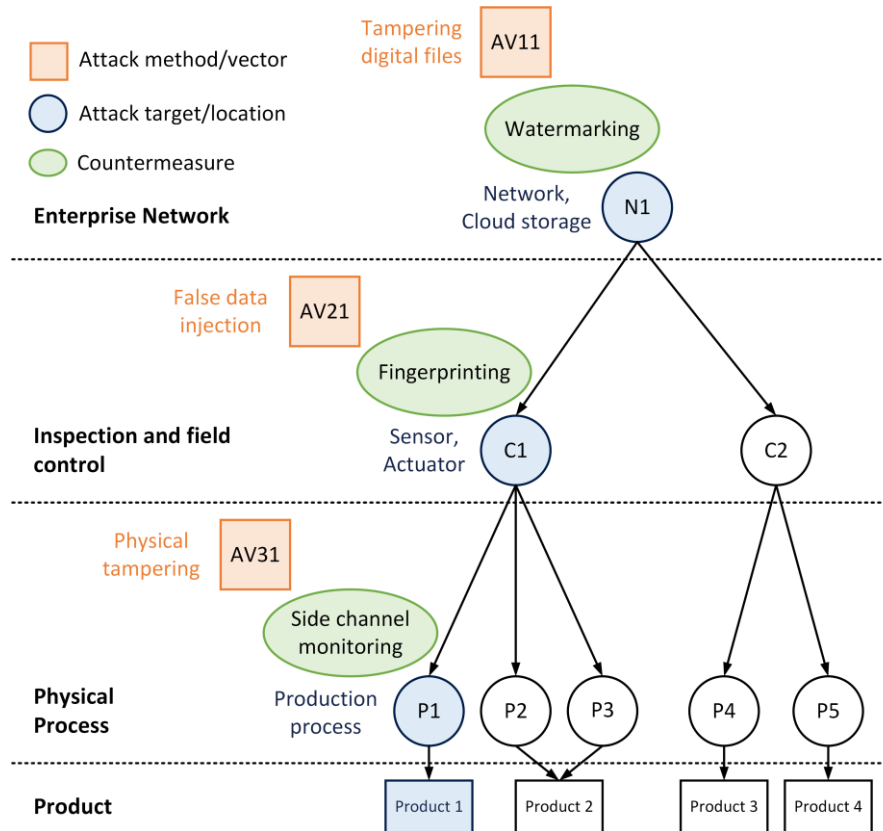 Tampering
digital files
AV11
Attack method/vector
Attack target/location
Watermarking
Countermeasure
Network,
Cloud storage
N1
Enterprise Network
False data
injection
AV21
Fingerprinting
Inspection and field
control
Sensor,
Actuator
C1
C2
Physical
tampering
AV31
Side channel
monitoring
Physical
Process
Production
process
P1
P2
P3
P4
P5
Product
Product 1
Product 2
Product 3
Product 4